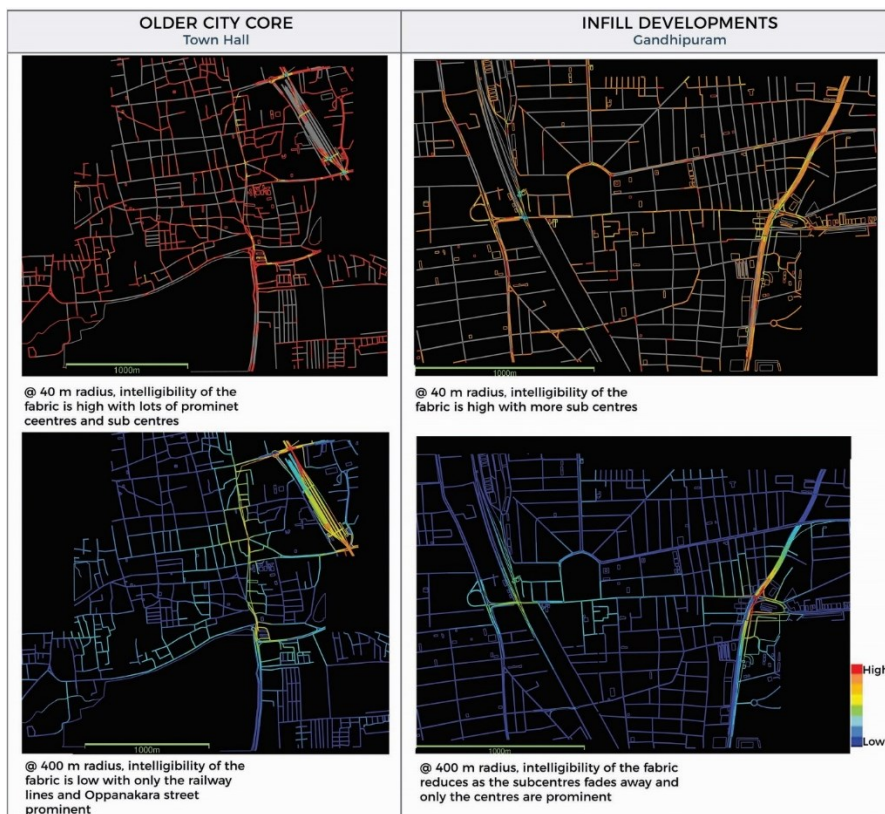 OLDER CITY CORE
Town Hall
INFILL DEVELOPMENTS
Gandhipuram
1000m
1000m
@ 40 m radius, intelligibility of the
fabric is high with lots of prominet
ceentres and sub centres
@ 40 m radius, intelligibility of the
fabric is high with more sub centres
High
Low
1000m
1000m
@ 400 m radius, intelligibility of the
fabric is low with only the railway
lines and Oppanakara street
prominent
@ 400 m radius, intelligibility of the fabric
reduces as the subcentres fades away and
only the centres are prominent